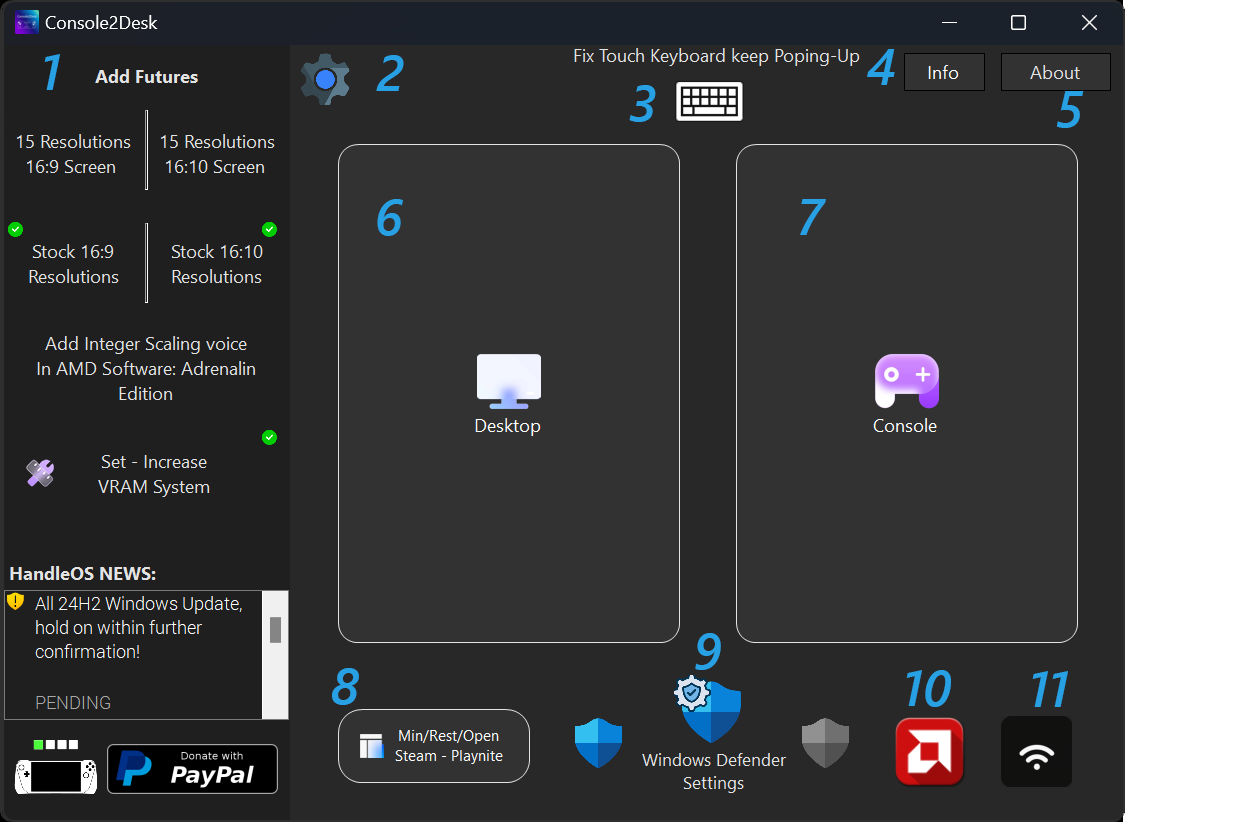 Console2Desk
1
Add Futures
2
Fix Touch Keyboard keep Poping-Up
3
4
Info
About
5
15 Resolutions
16:9 Screen
15 Resolutions
16:10 Screen
Stock 16:9
Resolutions
Stock 16:10
Resolutions
Add Integer Scaling voice
In AMD Software: Adrenalin
Edition
Set - Increase
VRAM System
HandleOS NEWS:
All 24H2 Windows Update,
hold on within further
confirmation!
PENDING
Donate with
PayPal
6
Desktop
7
Console
8
Min/Rest/Open
Steam - Playnite
9
Windows Defender
Settings
10
11